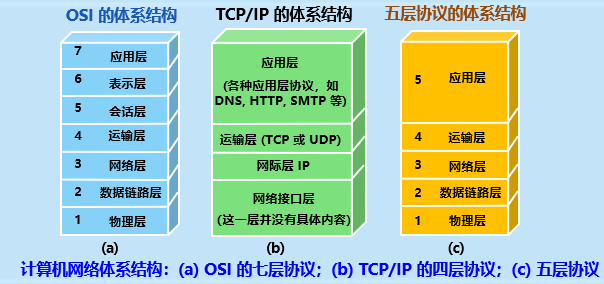 OSI 的体系结构
7 应用层
6 表示层
5 会话层
4 运输层
3 网络层
2 数据链路层
1 物理层
(a)
TCP/IP 的体系结构
应用层
(各种应用层协议，如
DNS, HTTP, SMTP 等)
运输层 (TCP 或 UDP)
网际层 IP
网络接口层
(这一层并没有具体内容)
(b)
五层协议的体系结构
5 应用层
4 运输层
3 网络层
2 数据链路层
1 物理层
(c)
计算机网络体系结构：(a) OSI 的七层协议；(b) TCP/IP 的四层协议；(c) 五层协议